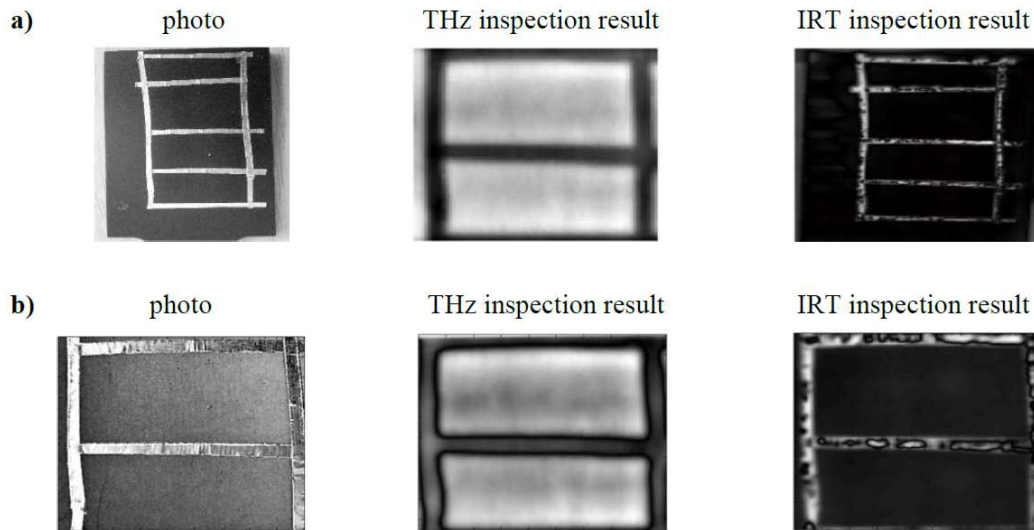 a) photo THz inspection result IRT inspection result
b) photo THz inspection result IRT inspection result